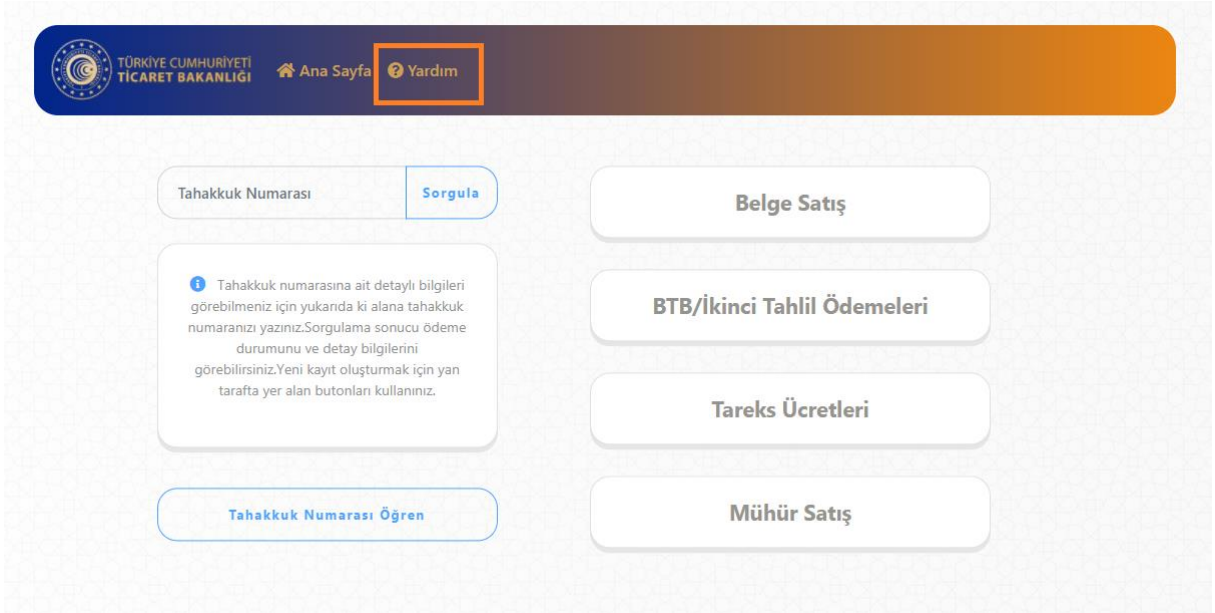 TÜRKİYE CUMHURİYETİ
TİCARET BAKANLIĞI
Ana Sayfa
Yardım
Tahakkuk Numarası
Sorgula
Tahakkuk numarasına ait detaylı bilgileri
görebilmeniz için yukarıda ki alana tahakkuk
numaranızı yazınız.Sorgulama sonucu ödeme
durumunu ve detay bilgilerini
görebilirsiniz.Yeni kayıt oluşturmak için yan
tarafta yer alan butonları kullanınız.
Tahakkuk Numarası Öğren
Belge Satış
BTB/İkinci Tahlil Ödemeleri
Tareks Ücretleri
Mühür Satış